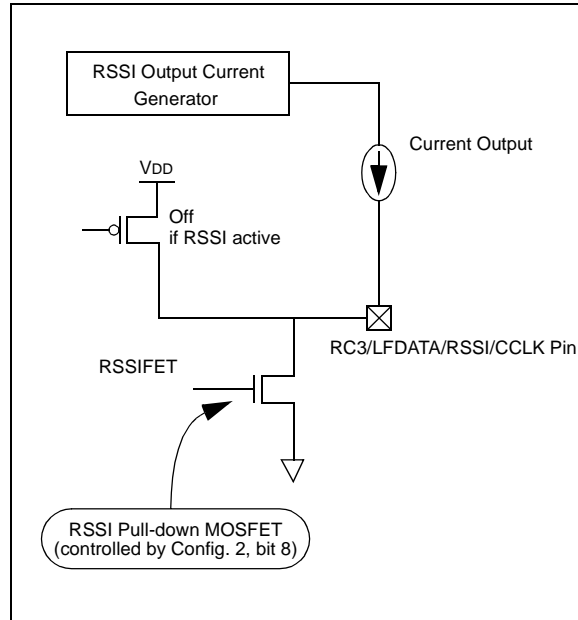 RSSI Output Current
Generator
Current Output
VDD
Off
if RSSI active
RC3/LFDATA/RSSI/CCLK Pin
RSSIFET
RSSI Pull-down MOSFET
(controlled by Config. 2, bit 8)